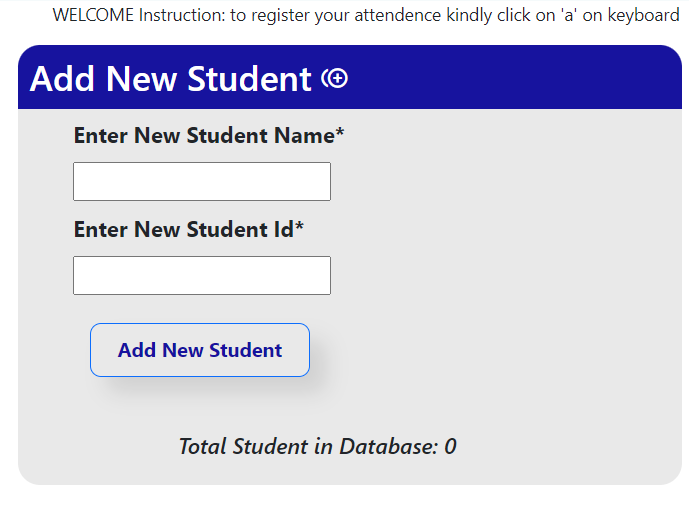 WELCOME Instruction: to register your attendence kindly click on 'a' on keyboard
Add New Student
Enter New Student Name*
Enter New Student Id*
Add New Student
Total Student in Database: 0